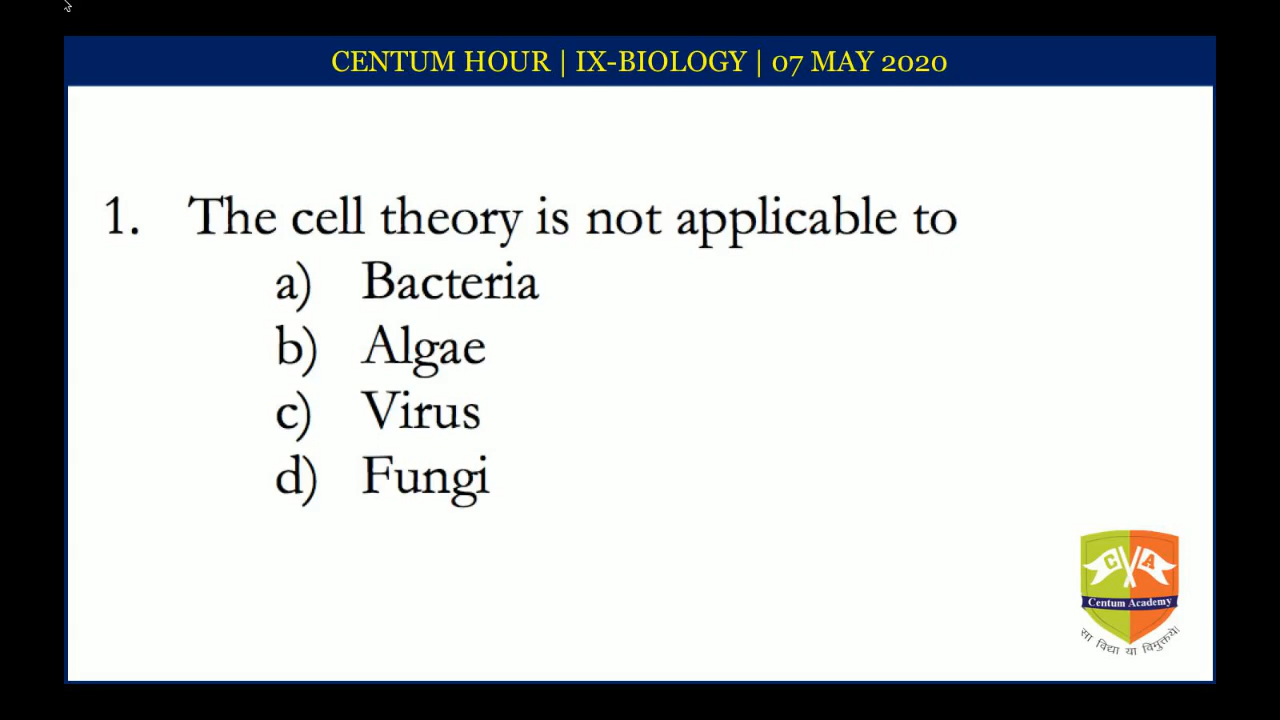 CENTUM HOUR | IX-BIOLOGY | 07 MAY 2020
1. The cell theory is not applicable to
a) Bacteria
b) Algae
c) Virus
d) Fungi
C A
Centum Academy
सा विद्या या विमुक्तये।